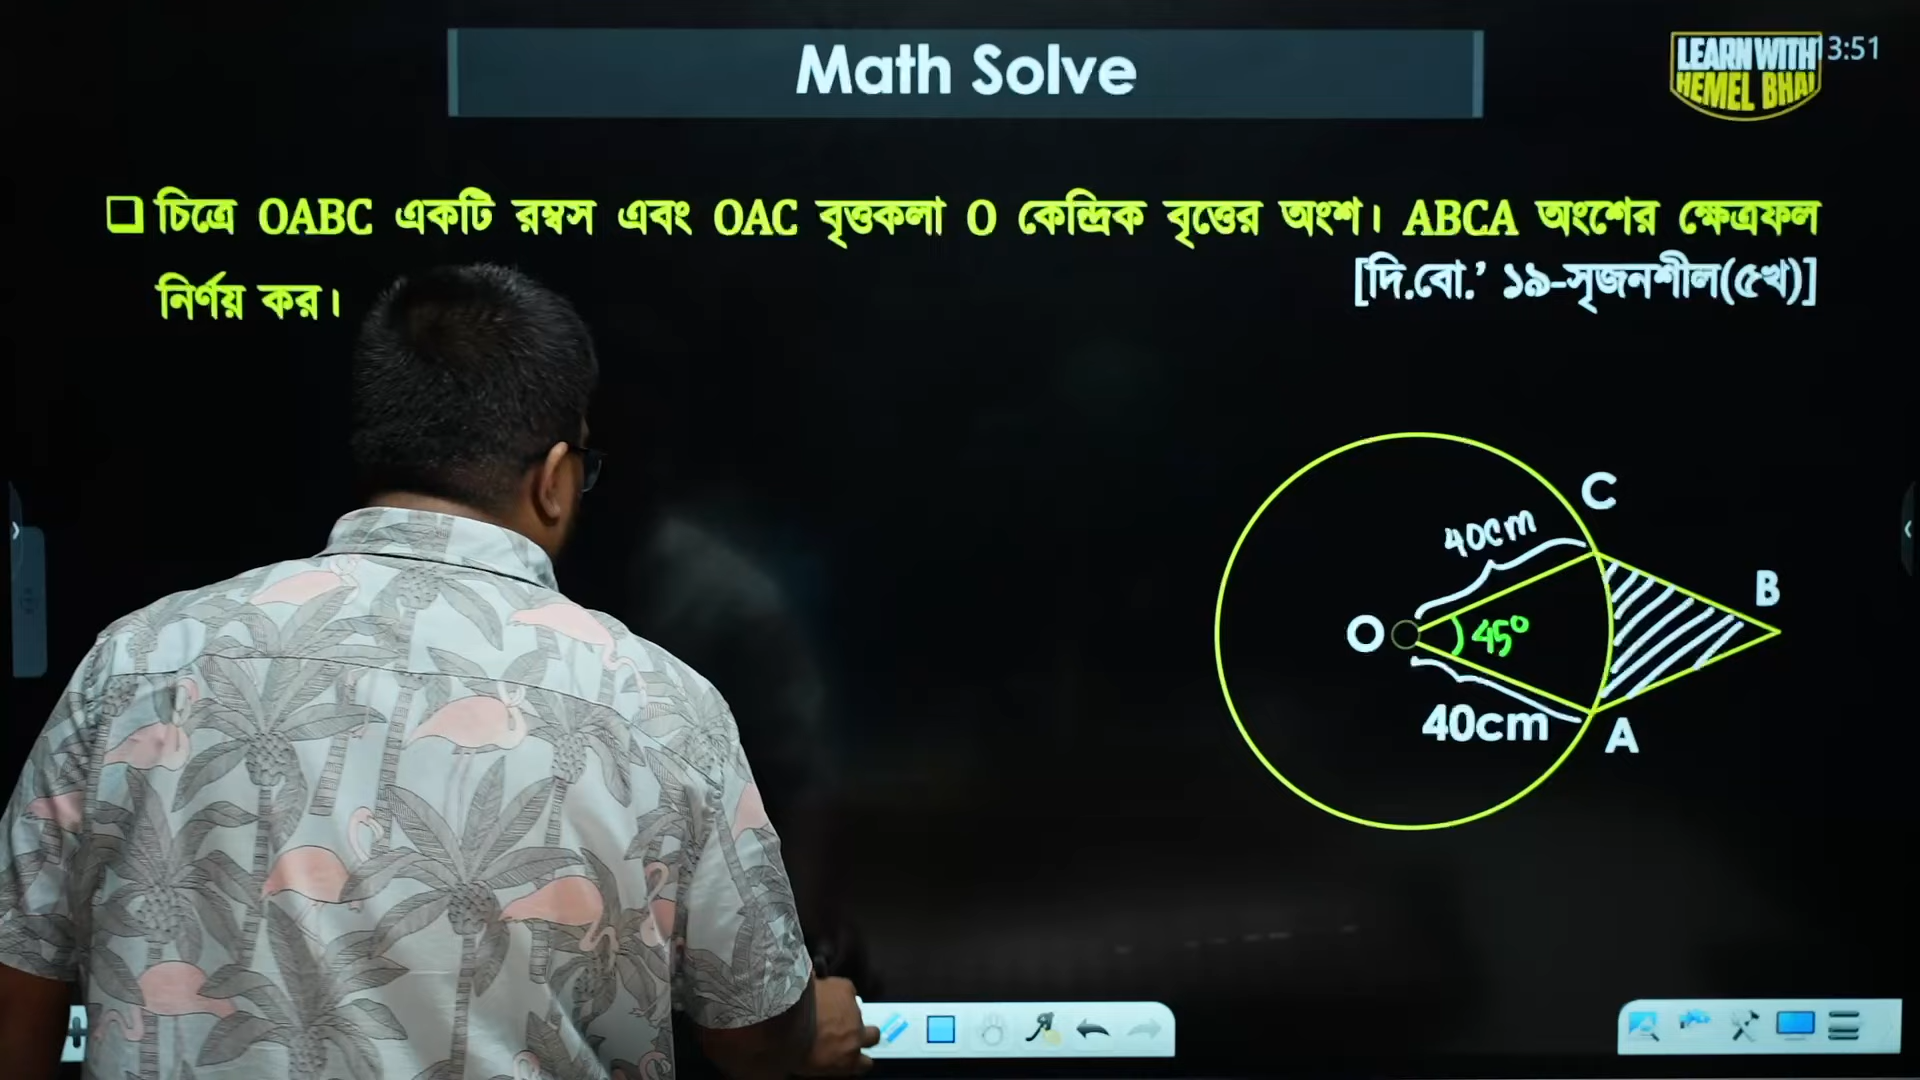 Math Solve
LEARN WITH
HEMEL BHAI
3:51
চিত্রে OABC একটি রম্বস এবং OAC বৃত্তকলা O কেন্দ্রিক বৃত্তের অংশ। ABCA অংশের ক্ষেত্রফল
নির্ণয় কর।
[দি.বো.’ ১৯-সৃজনশীল(৫খ)]
C
40cm
B
O
45°
40cm
A